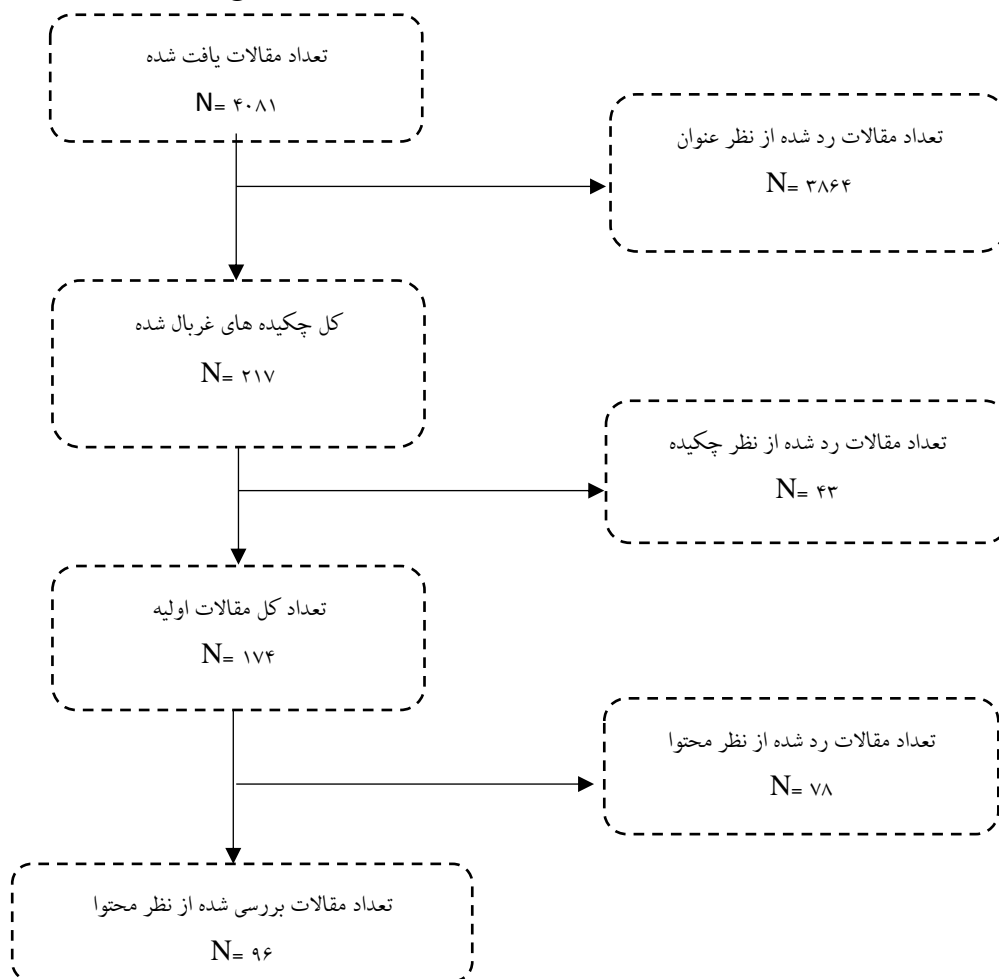 تعداد مقالات یافت شده
N= ۴۰۸۱
تعداد مقالات رد شده از نظر عنوان
N= ۳۸۶۴
کل چکیده های غربال شده
N= ۲۱۷
تعداد مقالات رد شده از نظر چکیده
N= ۴۳
تعداد کل مقالات اولیه
N= ۱۷۴
تعداد مقالات رد شده از نظر محتوا
N= ۷۸
تعداد مقالات بررسی شده از نظر محتوا
N= ۹۶